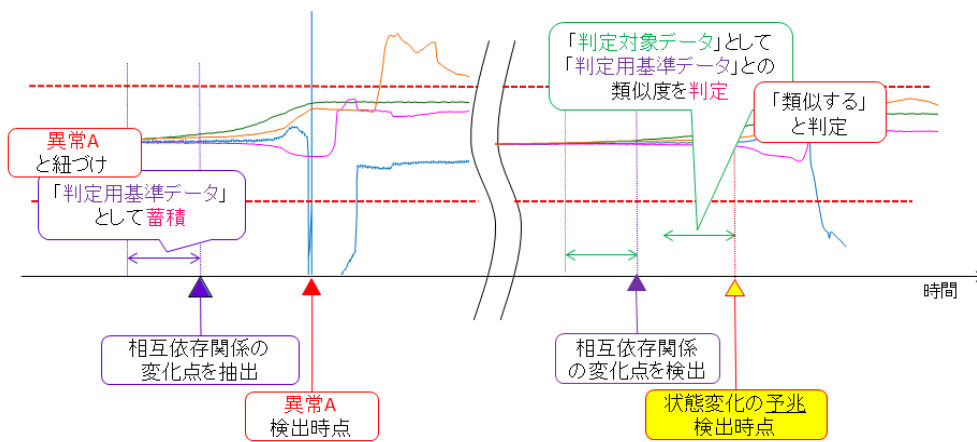 「判定対象データ」として
「判定用基準データ」との
類似度を判定
「類似する」
と判定
異常A
と紐づけ
「判定用基準データ」
として蓄積
時間
相互依存関係の
変化点を抽出
相互依存関係
の変化点を検出
異常A
検出時点
状態変化の予兆
検出時点